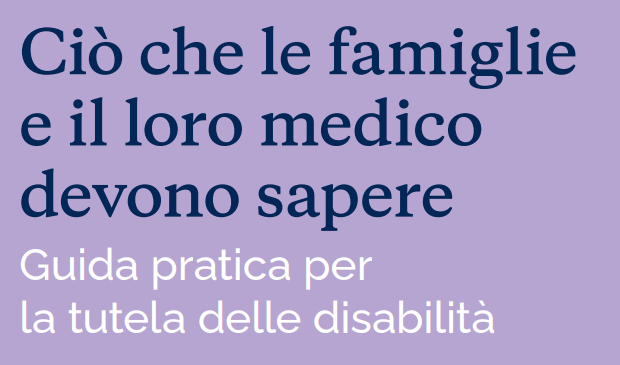 Ciò che le famiglie
e il loro medico
devono sapere
Guida pratica per
la tutela delle disabilità